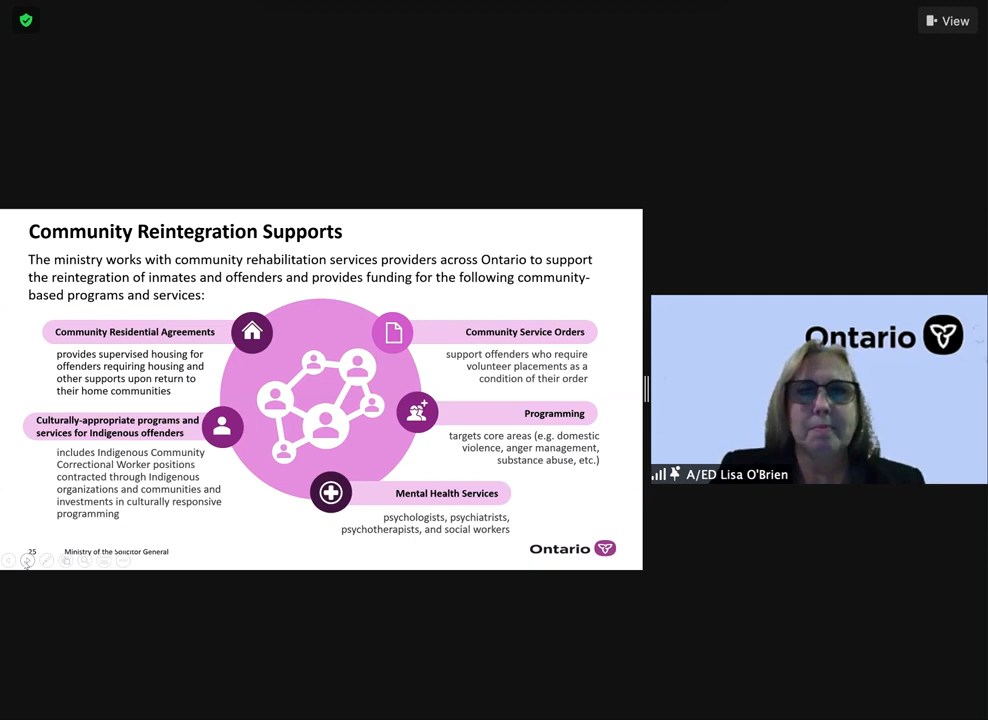 View
Community Reintegration Supports
The ministry works with community rehabilitation services providers across Ontario to support
the reintegration of inmates and offenders and provides funding for the following community-
based programs and services:
Community Residential Agreements
provides supervised housing for
offenders requiring housing and
other supports upon return to
their home communities
Culturally-appropriate programs and
services for Indigenous offenders
includes Indigenous Community
Correctional Worker positions
contracted through Indigenous
organizations and communities and
investments in culturally responsive
programming
Community Service Orders
support offenders who require
volunteer placements as a
condition of their order
Programming
targets core areas (e.g. domestic
violence, anger management,
substance abuse, etc.)
Mental Health Services
psychologists, psychiatrists,
psychotherapists, and social workers
25 Ministry of the Solicitor General
Ontario
Ontario
A/ED Lisa O'Brien